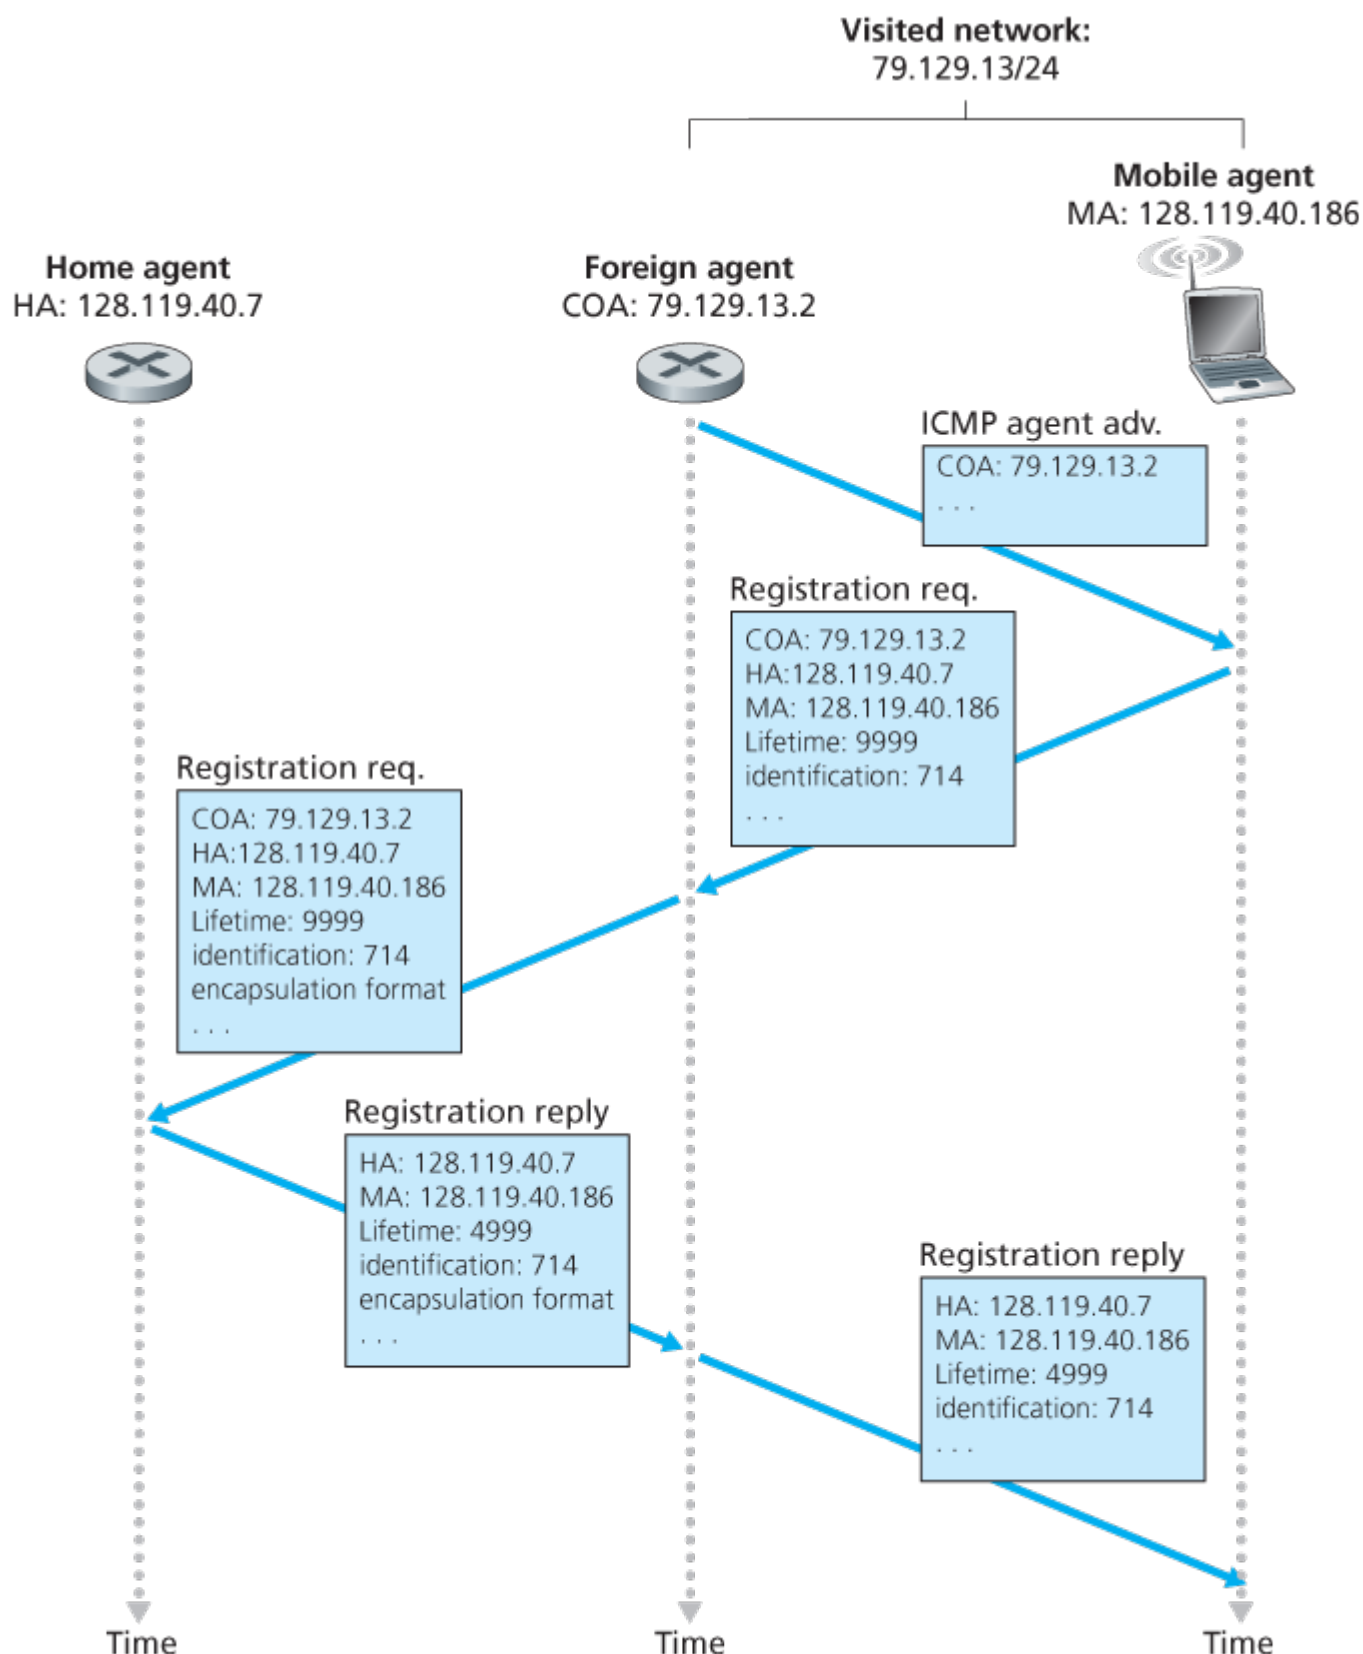 Visited network:
79.129.13/24
Mobile agent
MA: 128.119.40.186
Home agent
HA: 128.119.40.7
Foreign agent
COA: 79.129.13.2
ICMP agent adv.
COA: 79.129.13.2
. . .
Registration req.
COA: 79.129.13.2
HA:128.119.40.7
MA: 128.119.40.186
Lifetime: 9999
identification: 714
. . .
Registration req.
COA: 79.129.13.2
HA:128.119.40.7
MA: 128.119.40.186
Lifetime: 9999
identification: 714
encapsulation format
. . .
Registration reply
HA: 128.119.40.7
MA: 128.119.40.186
Lifetime: 4999
identification: 714
encapsulation format
. . .
Registration reply
HA: 128.119.40.7
MA: 128.119.40.186
Lifetime: 4999
identification: 714
. . .
Time
Time
Time